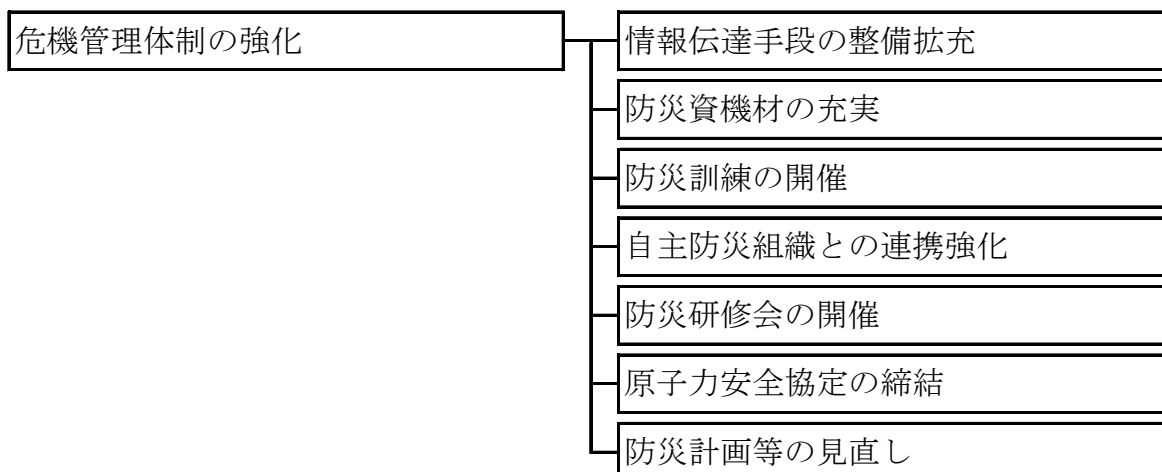 危機管理体制の強化
情報伝達手段の整備拡充
防災資機材の充実
防災訓練の開催
自主防災組織との連携強化
防災研修会の開催
原子力安全協定の締結
防災計画等の見直し